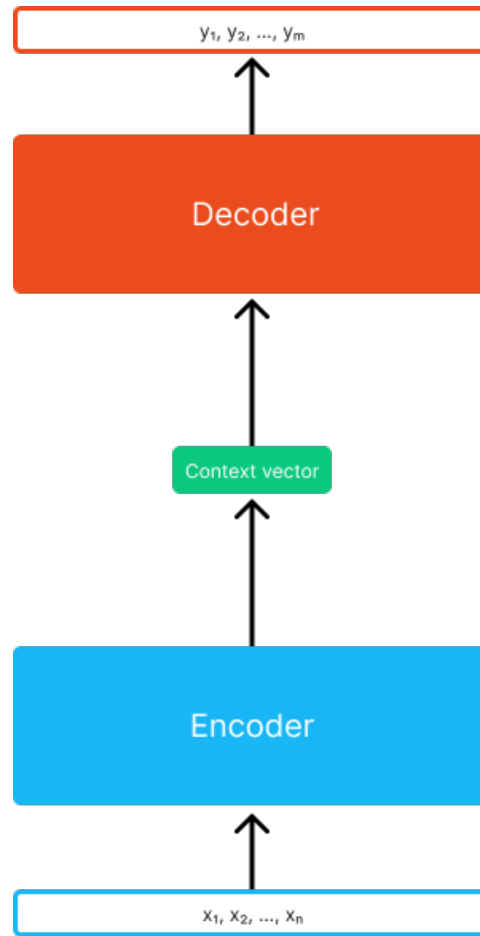 y₁, y₂, ..., yₘ
Decoder
Context vector
Encoder
x₁, x₂, ..., xₙ